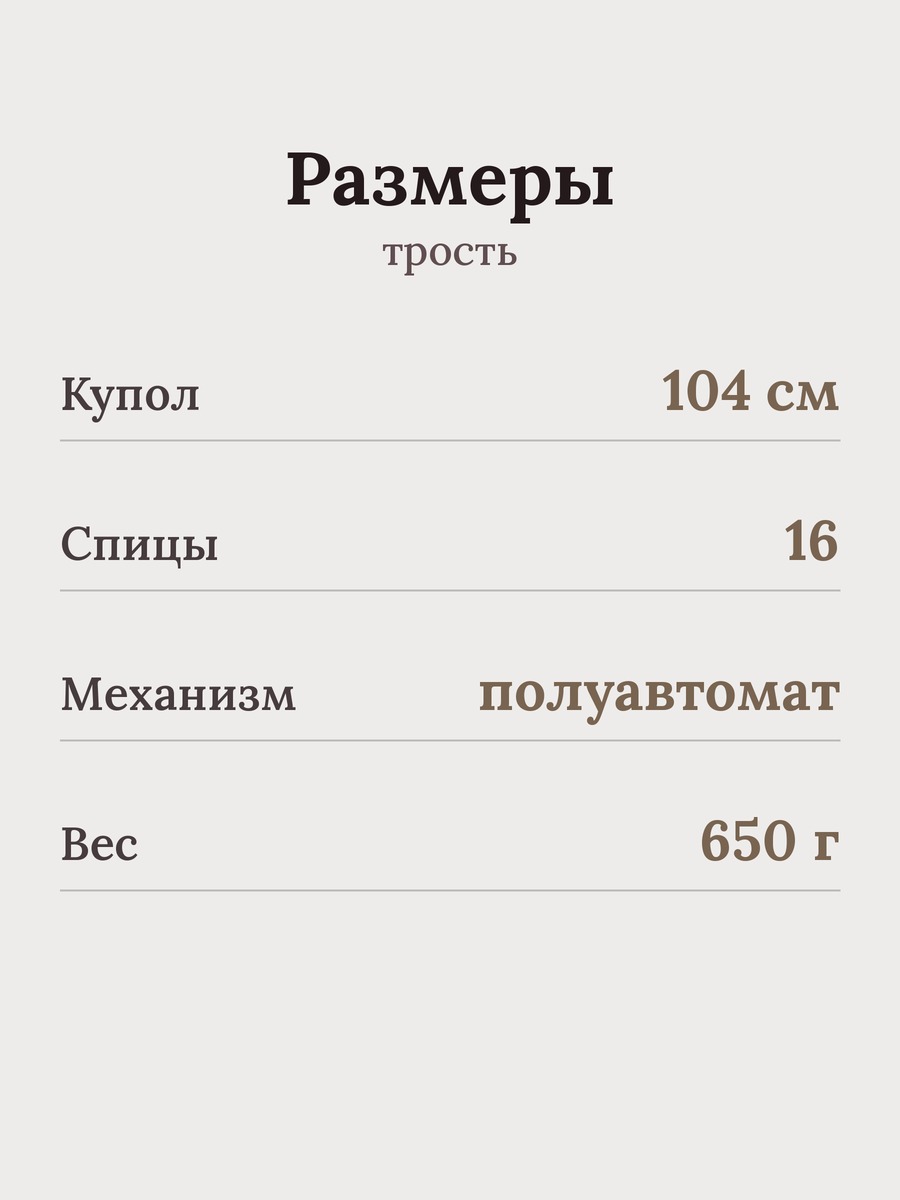 Размеры
трость
Купол 104 см
Спицы 16
Механизм полуавтомат
Вес 650 г